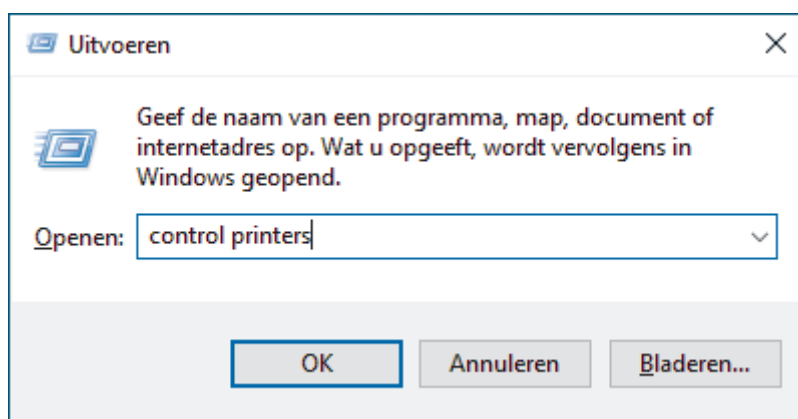 Uitvoeren
Geef de naam van een programma, map, document of
internetadres op. Wat u opgeeft, wordt vervolgens in
Windows geopend.
Openen: control printers
OK Annuleren Bladeren...